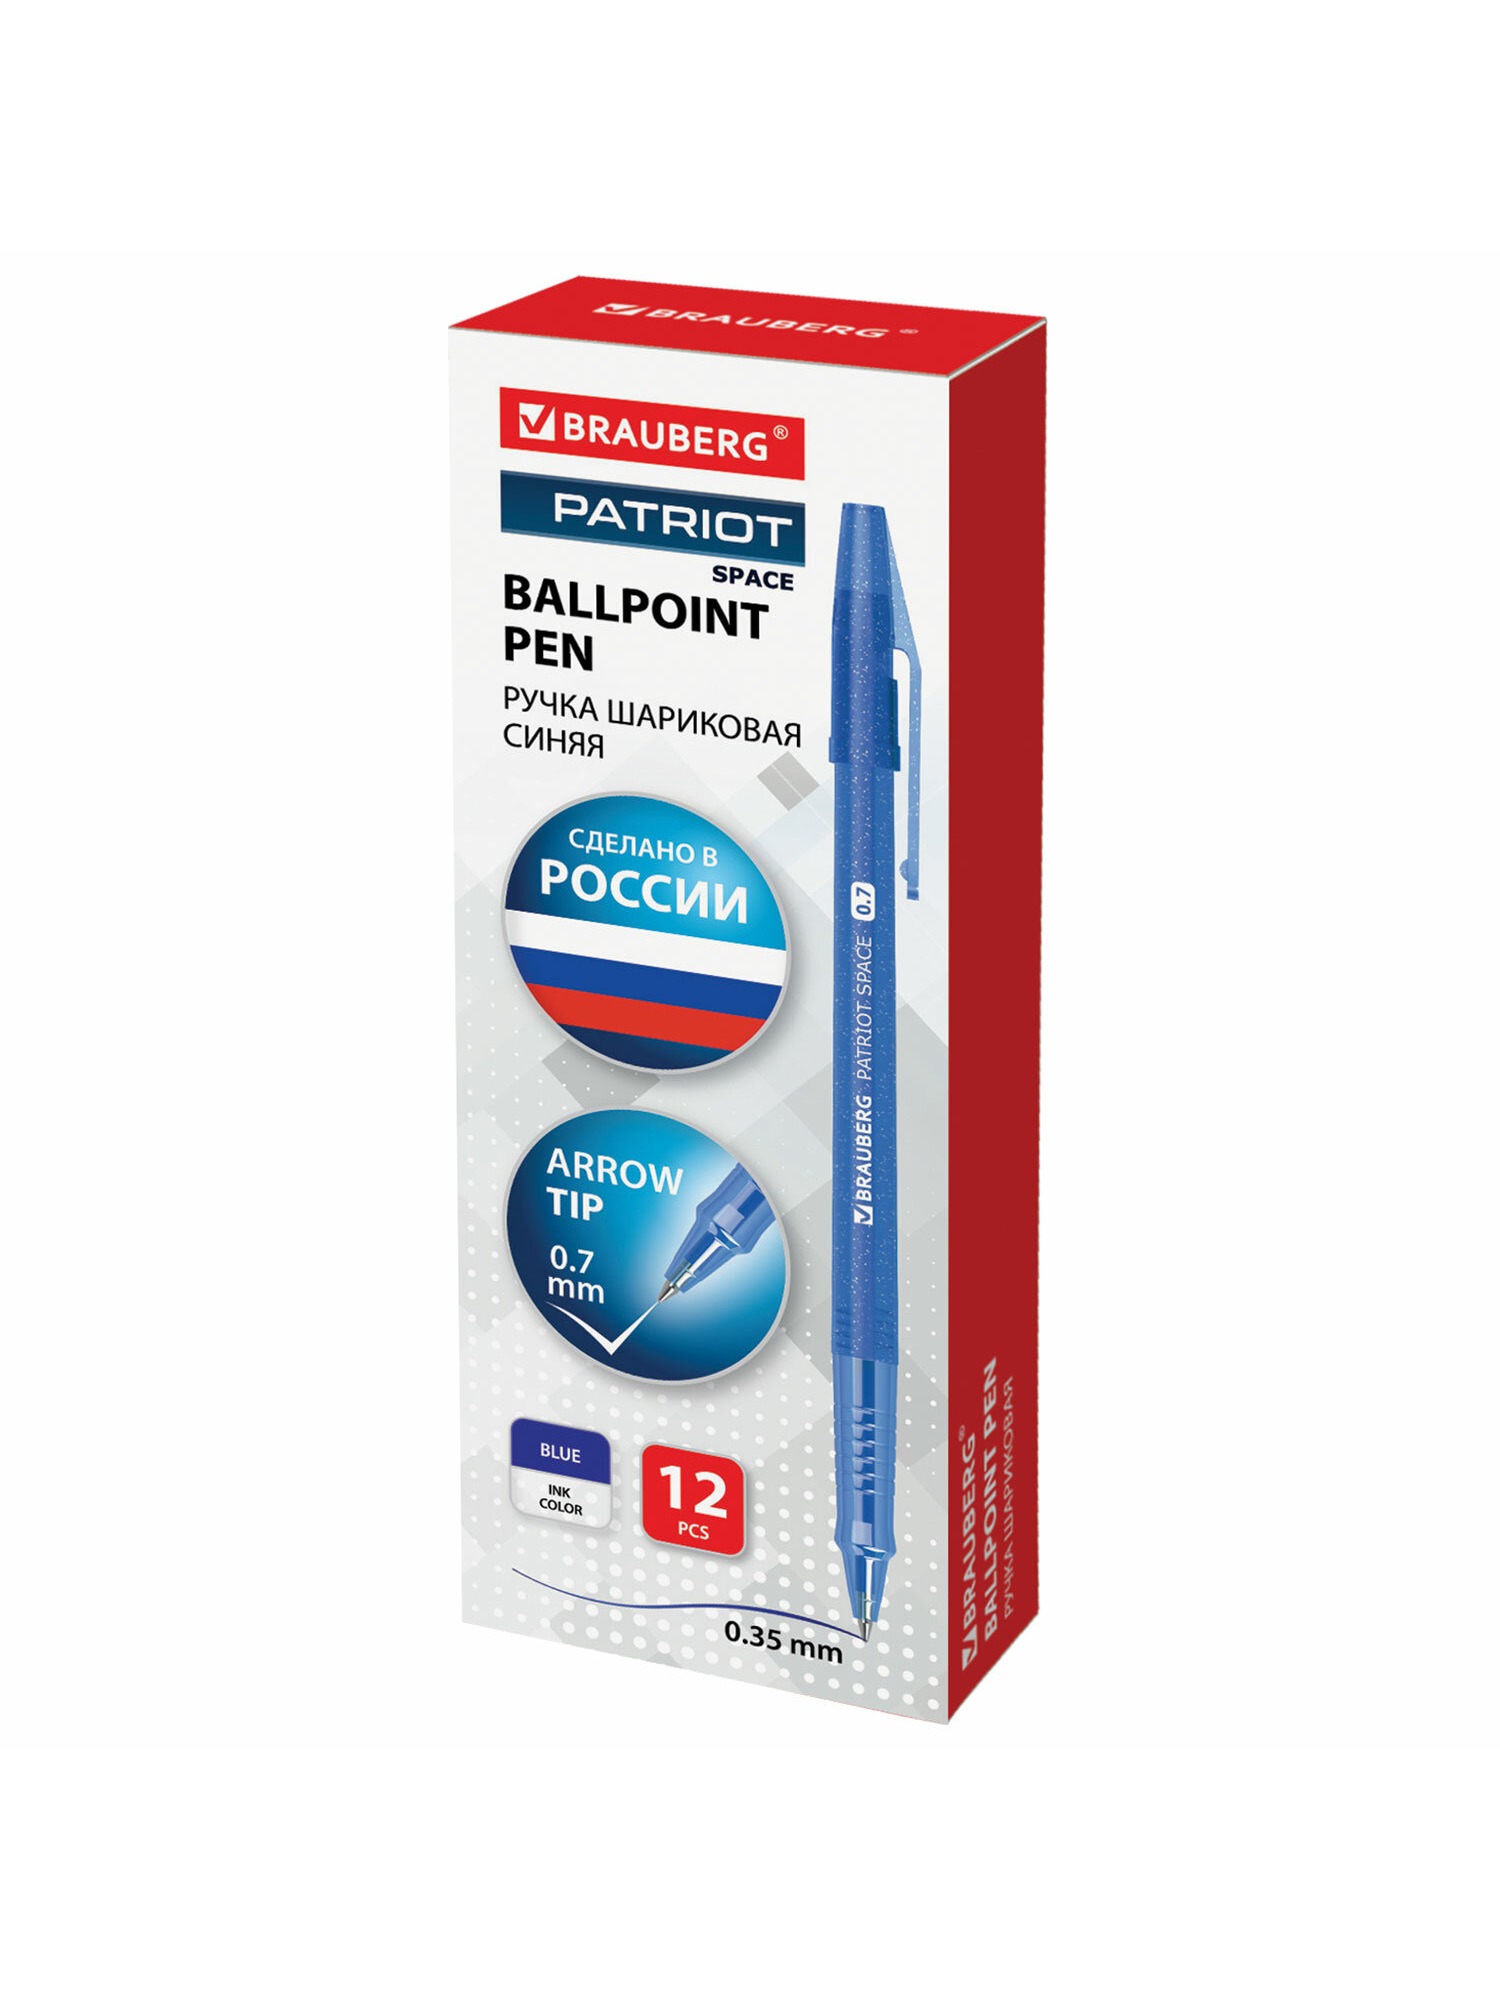 BRAUBERG®
BRAUBERG®
PATRIOT
SPACE
BALLPOINT
PEN
РУЧКА ШАРИКОВАЯ
СИНЯЯ
СДЕЛАНО В
РОССИИ
ARROW
TIP
0.7
mm
BLUE
INK
COLOR
12
PCS
0.35 mm
BRAUBERG PATRIOT SPACE 0.7
BRAUBERG®
BALLPOINT PEN
РУЧКА ШАРИКОВАЯ